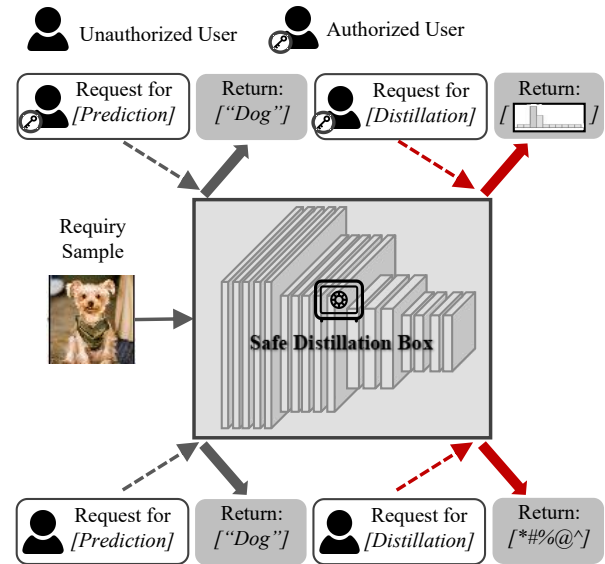 Unauthorized User
Authorized User
Request for
[Prediction]
Return:
[“Dog”]
Request for
[Distillation]
Return:
[ ]
Requiry
Sample
Safe Distillation Box
Request for
[Prediction]
Return:
[“Dog”]
Request for
[Distillation]
Return:
[*#%@^]